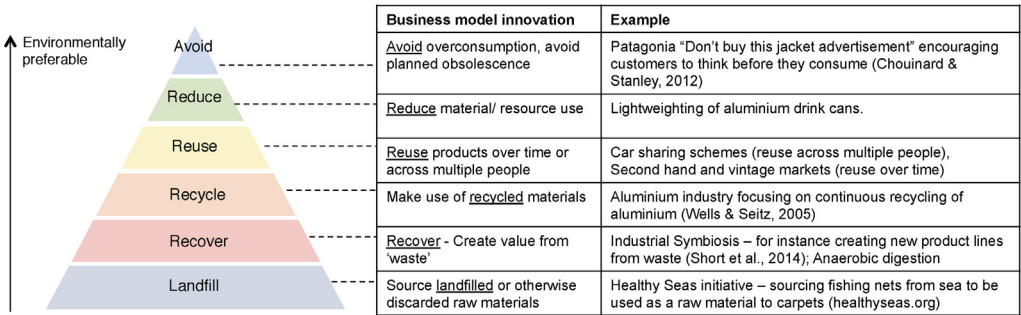 Environmentally
preferable
Avoid
Reduce
Reuse
Recycle
Recover
Landfill
Business model innovation
Example
Avoid overconsumption, avoid
planned obsolescence
Patagonia “Don’t buy this jacket advertisement” encouraging
customers to think before they consume (Chouinard &
Stanley, 2012)
Reduce material/ resource use
Lightweighting of aluminium drink cans.
Reuse products over time or
across multiple people
Car sharing schemes (reuse across multiple people),
Second hand and vintage markets (reuse over time)
Make use of recycled materials
Aluminium industry focusing on continuous recycling of
aluminium (Wells & Seitz, 2005)
Recover - Create value from
‘waste’
Industrial Symbiosis – for instance creating new product lines
from waste (Short et al., 2014); Anaerobic digestion
Source landfilled or otherwise
discarded raw materials
Healthy Seas initiative – sourcing fishing nets from sea to be
used as a raw material to carpets (healthyseas.org)